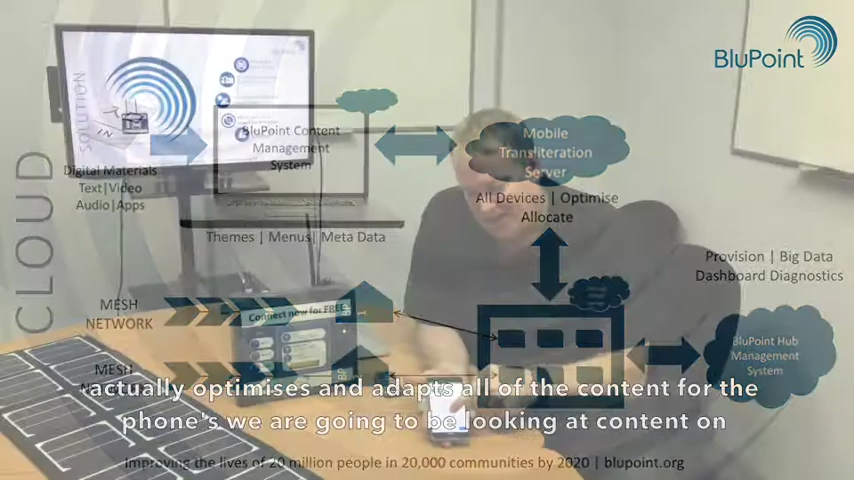 BluPoint
SOLUTION
CLOUD
BluPoint Content
Management
System
Mobile
Transliteration
Server
Digital Materials
Text|Video
Audio|Apps
All Devices | Optimise
Allocate
Themes | Menus| Meta Data
Provision | Big Data
Dashboard Diagnostics
MESH
NETWORK
Connect now for FREE
BluPoint Hub
Management
System
MESH
NETWORK
actually optimises and adapts all of the content for the
phone's we are going to be looking at content on
Improving the lives of 20 million people in 20,000 communities by 2020 | blupoint.org